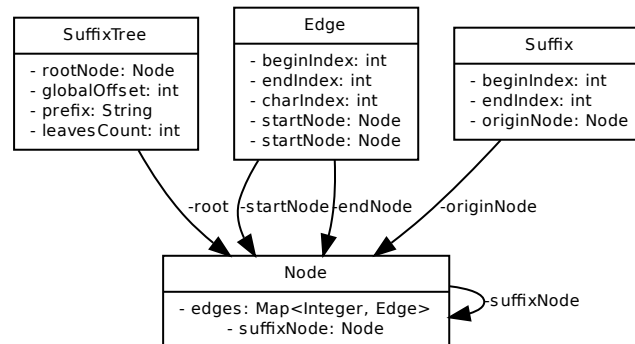 SuffixTree
- rootNode: Node
- globalOffset: int
- prefix: String
- leavesCount: int
Edge
- beginIndex: int
- endIndex: int
- charIndex: int
- startNode: Node
- startNode: Node
Suffix
- beginIndex: int
- endIndex: int
- originNode: Node
-root
-startNode
-endNode
-originNode
Node
- edges: Map<Integer, Edge>
- suffixNode: Node
-suffixNode